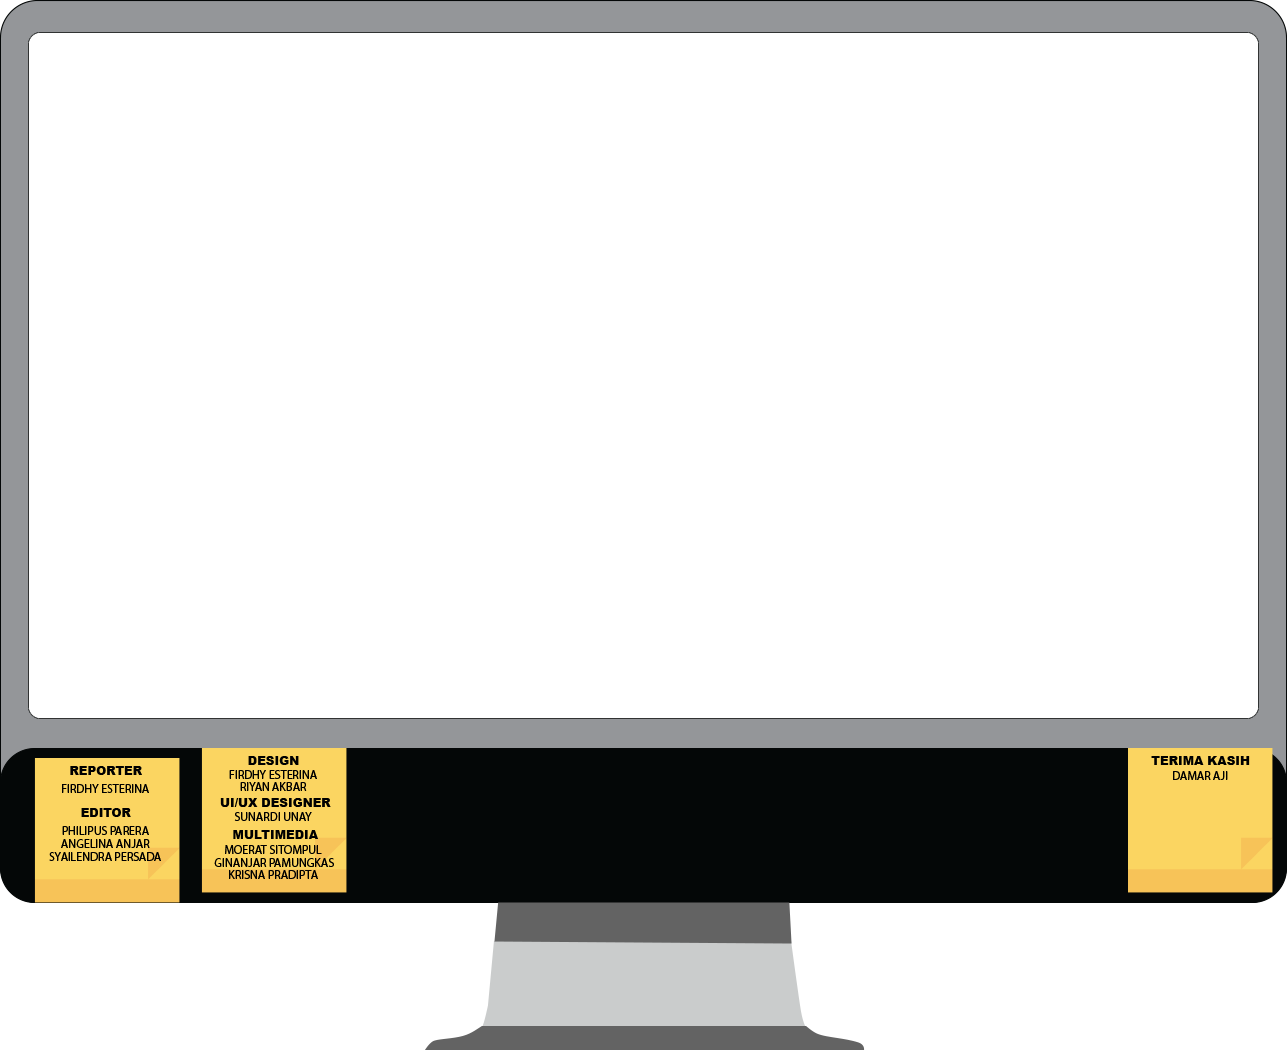 REPORTER
FIRDHY ESTERINA
EDITOR
PHILIPUS PARERA
ANGELINA ANJAR
SYAILENDRA PERSADA
DESIGN
FIRDHY ESTERINA
RIYAN AKBAR
UI/UX DESIGNER
SUNARDI UNAY
MULTIMEDIA
MOERAT SITOMPUL
GINANJAR PAMUNGKAS
KRISNA PRADIPTA
TERIMA KASIH
DAMAR AJI